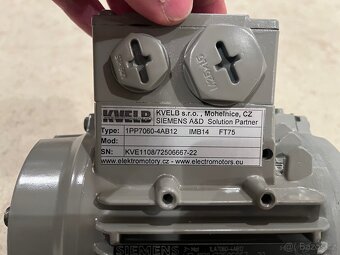 KVELB
KVELB s.r.o., Mohelnice, CZ
SIEMENS A&D Solution Partner
Type: 1PP7060-4AB12 IMB14 FT75
Mod:
SN: KVE1108/72506667-22
www.elektromotory.cz, www.electromotors.eu
SIEMENS